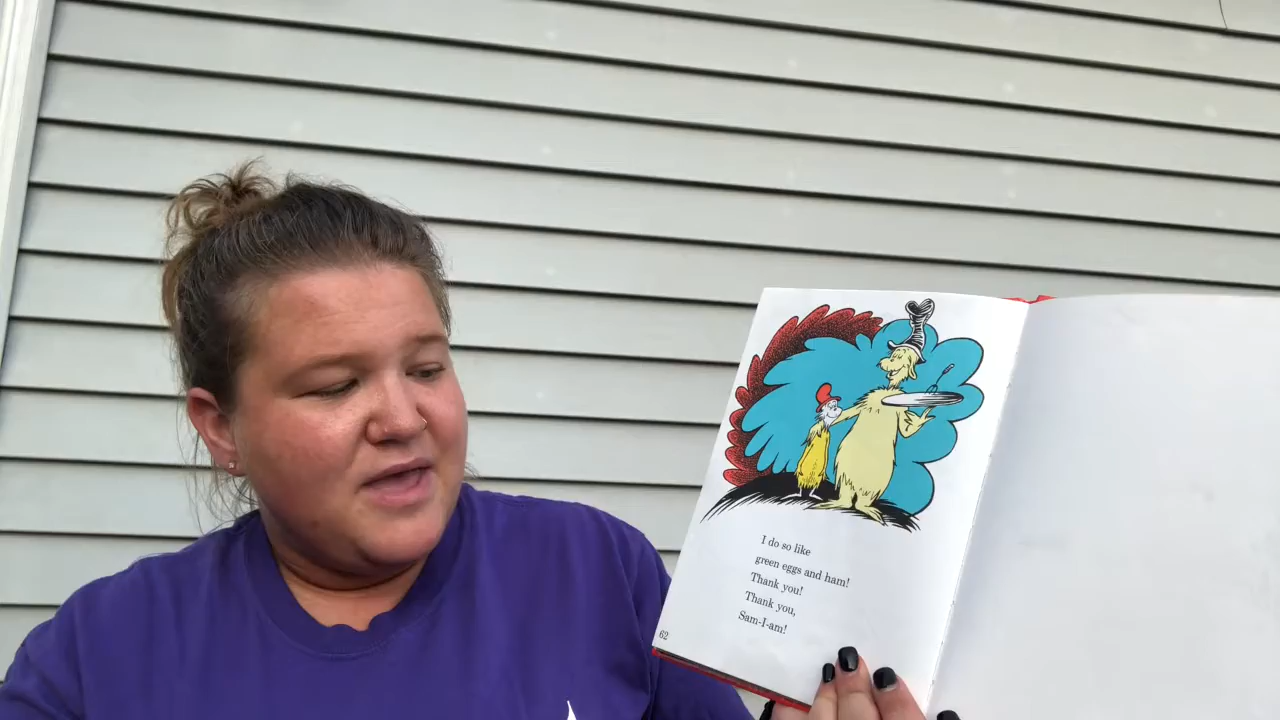 I do so like
green eggs and ham!
Thank you!
Thank you,
Sam-I-am!
62